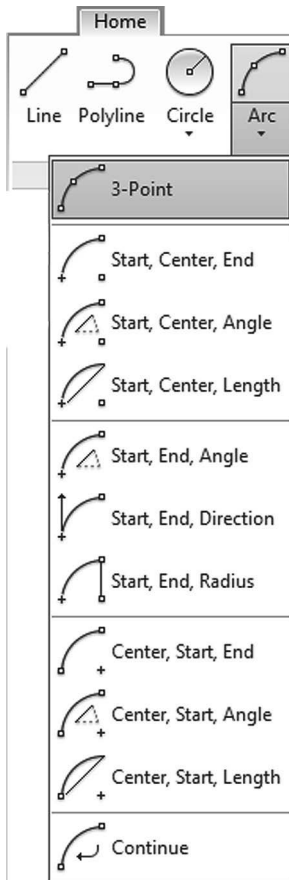 Home
Line Polyline Circle Arc
3-Point
Start, Center, End
Start, Center, Angle
Start, Center, Length
Start, End, Angle
Start, End, Direction
Start, End, Radius
Center, Start, End
Center, Start, Angle
Center, Start, Length
Continue